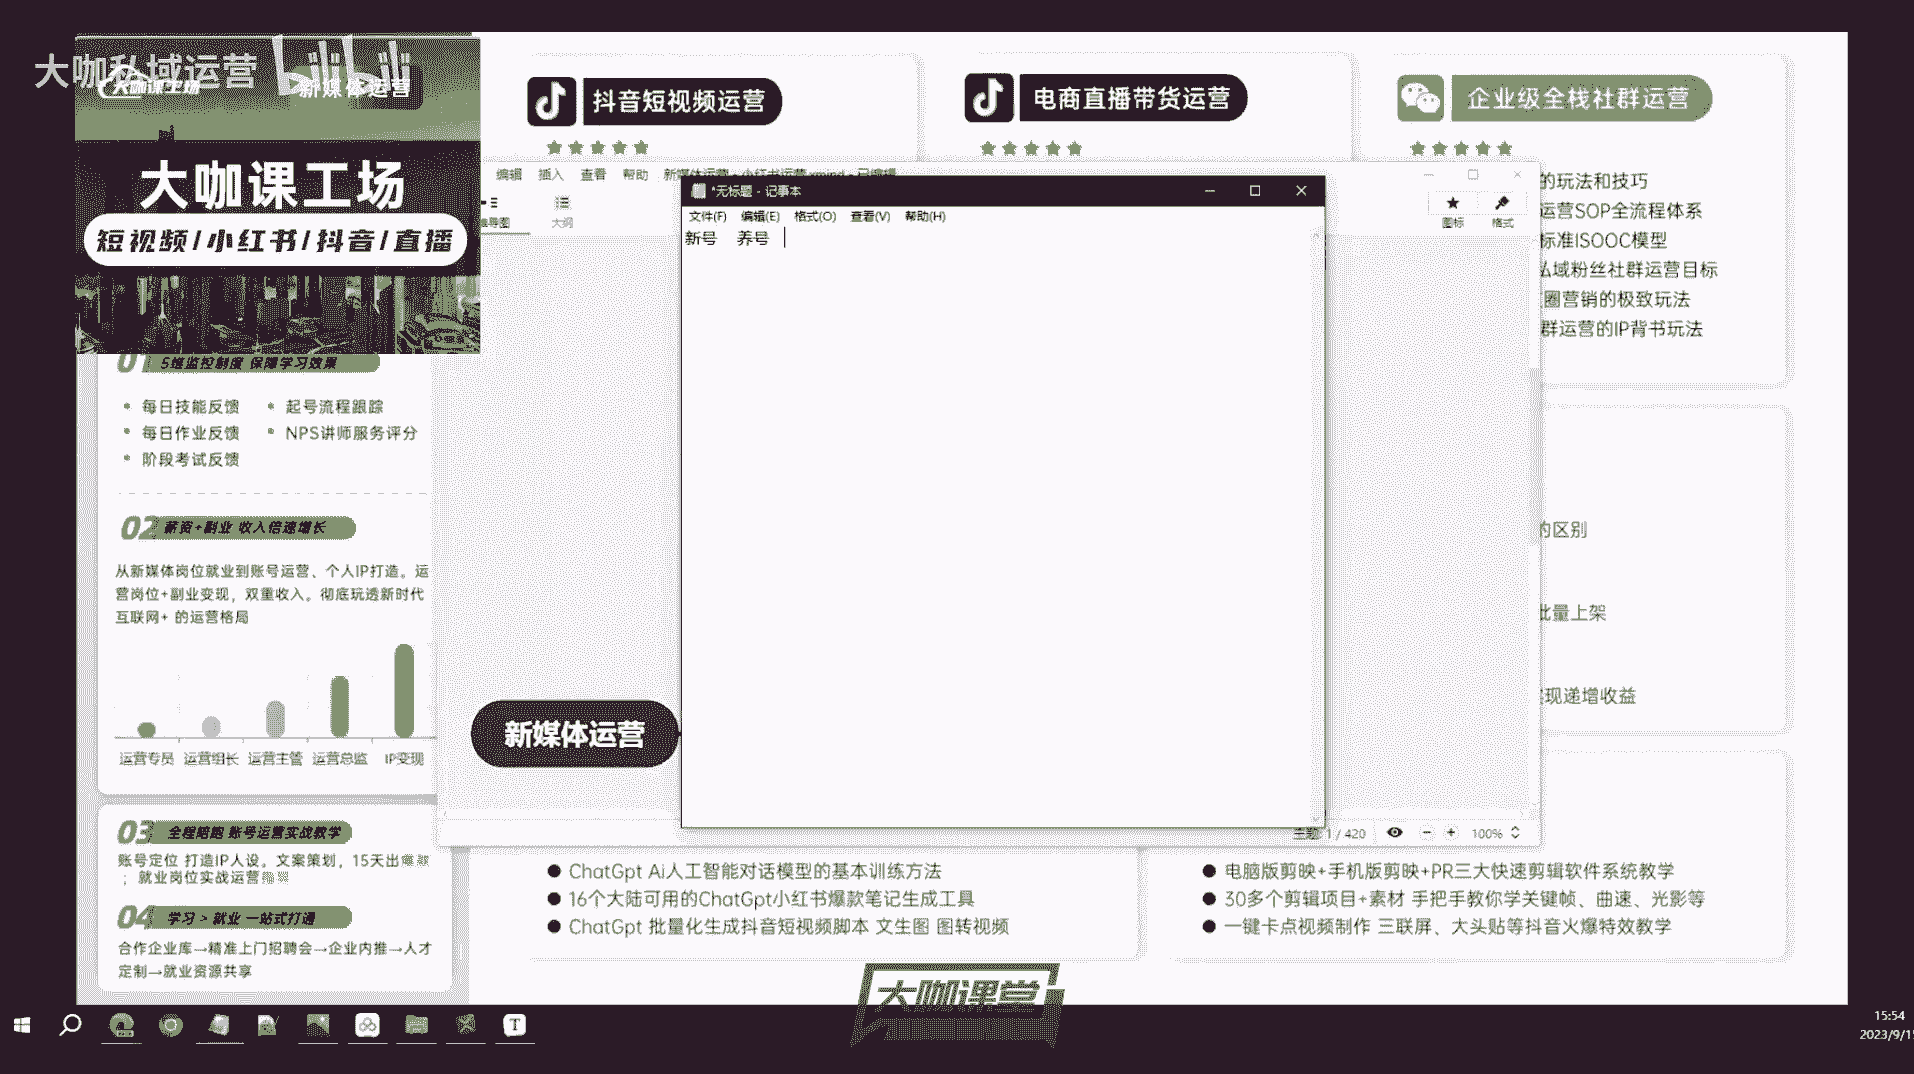 大咖私域运营
大咖课工场
新媒体运营
大咖课工场
短视频/小红书/抖音/直播
抖音短视频运营
电商直播带货运营
企业级全栈社群运营
编辑 插入 查看 帮助 新媒体运营 - 小红书运营.xmind - 已编辑
大纲
图标 格式
*无标题 - 记事本
文件(F) 编辑(E) 格式(O) 查看(V) 帮助(H)
新号 养号
的玩法和技巧
运营SOP全流程体系
标准ISOOC模型
私域粉丝社群运营目标
圈营销的极致玩法
群运营的IP背书玩法
的区别
批量上架
现递增收益
01 5维监控制度 保障学习效果
每日技能反馈 起号流程跟踪
每日作业反馈 NPS讲师服务评分
阶段考试反馈
02 薪资+副业 收入倍速增长
从新媒体岗位就业到账号运营、个人IP打造。运
营岗位+副业变现，双重收入。彻底玩透新时代
互联网+ 的运营格局
运营专员 运营组长 运营主管 运营总监 IP变现
03 全程陪跑 账号运营实战教学
账号定位 打造IP人设，文案策划，15天出
；就业岗位实战运营
04 学习 > 就业 一站式打通
合作企业库→精准上门招聘会→企业内推→人才
定制→就业资源共享
新媒体运营
主题: 1 / 420 100%
ChatGpt Ai人工智能对话模型的基本训练方法
16个大陆可用的ChatGpt小红书爆款笔记生成工具
ChatGpt 批量化生成抖音短视频脚本 文生图 图转视频
电脑版剪映+手机版剪映+PR三大快速剪辑软件系统教学
30多个剪辑项目+素材 手把手教你学关键帧、曲速、光影等
一键卡点视频制作 三联屏、大头贴等抖音火爆特效教学
大咖课堂
15:54
2023/9/15